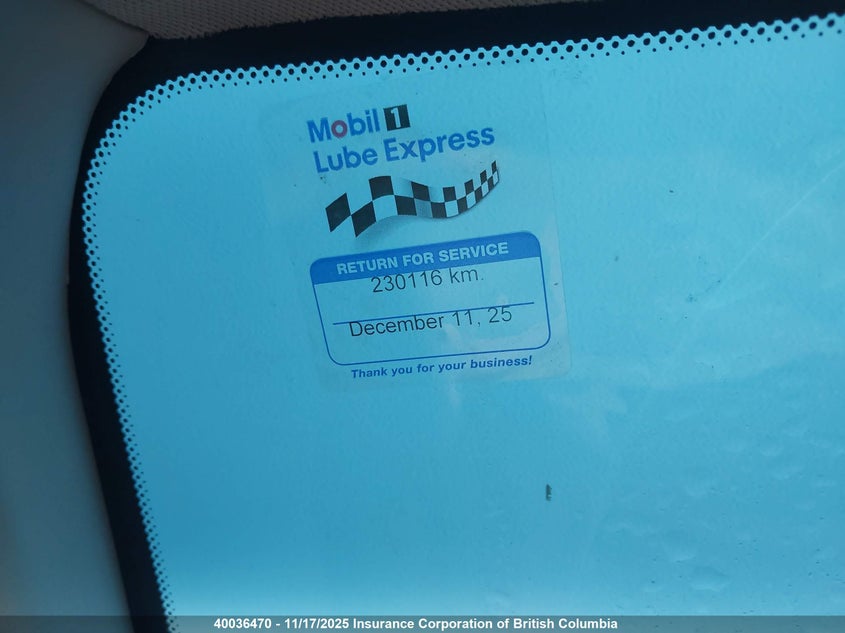 Mobil 1
Lube Express
RETURN FOR SERVICE
230116 km.
December 11, 25
Thank you for your business!
40036470 - 11/17/2025 Insurance Corporation of British Columbia